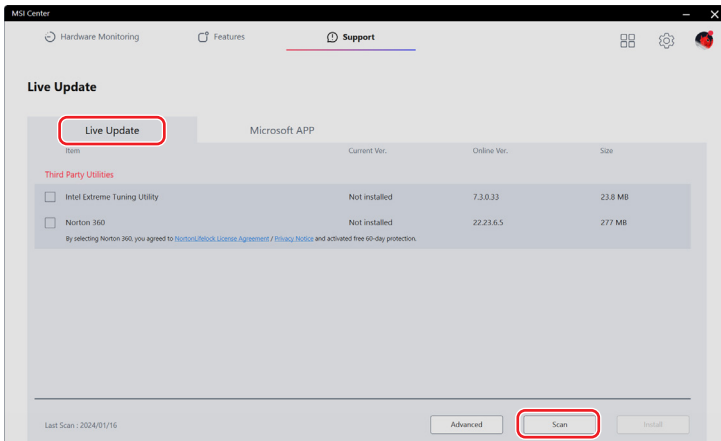 MSI Center
Hardware Monitoring Features Support
Live Update
Live Update Microsoft APP
Item Current Ver. Online Ver. Size
Third Party Utilities
Intel Extreme Tuning Utility Not installed 7.3.0.33 23.8 MB
Norton 360 Not installed 22.23.6.5 277 MB
By selecting Norton 360, you agreed to NortonLifelock License Agreement / Privacy Notice and activated free 60-day protection.
Last Scan : 2024/01/16 Advanced Scan Install